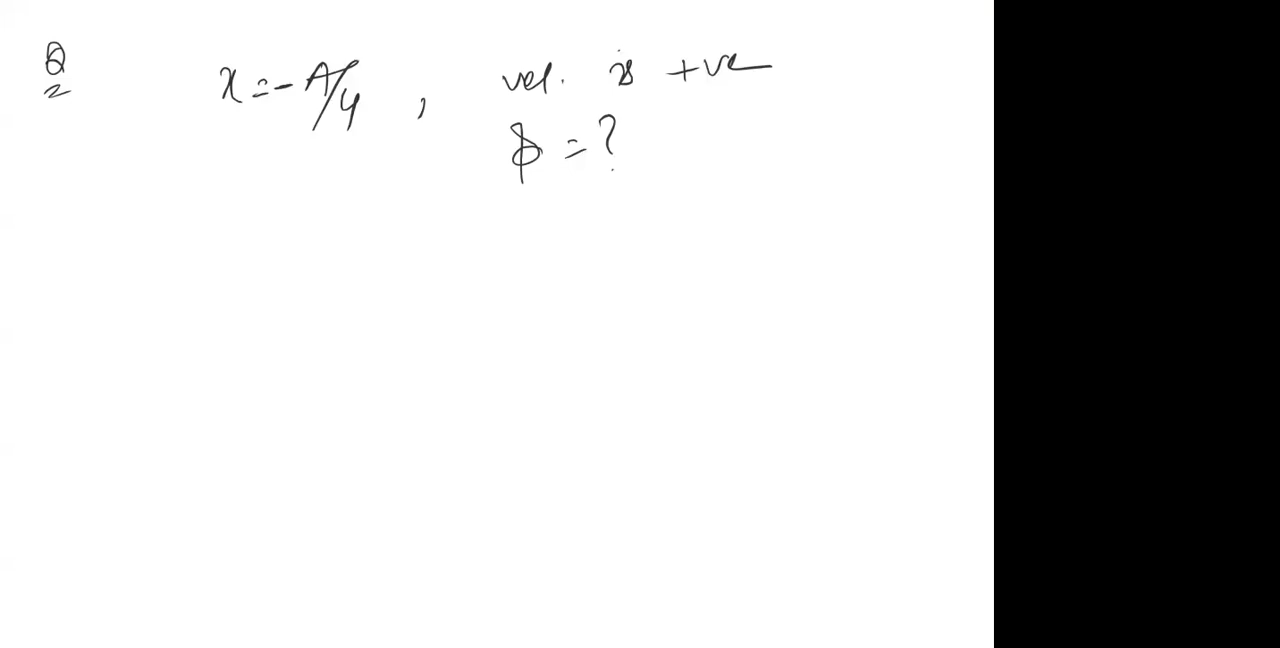 Q x = -A/4 , vel. is +ve
ϕ = ?